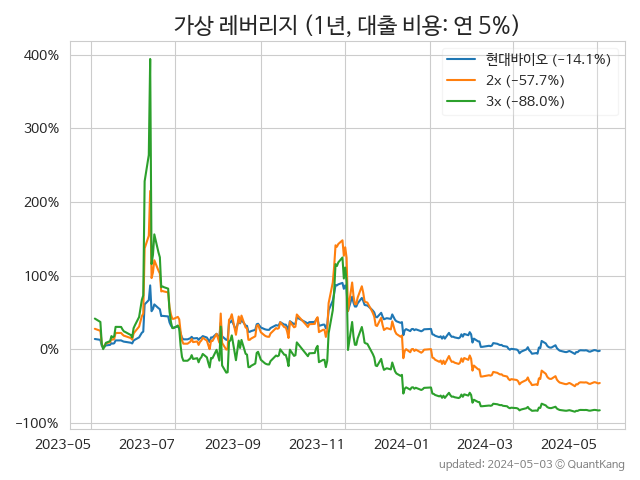 가상 레버리지 (1년, 대출 비용: 연 5%)
현대바이오 (-14.1%)
2x (-57.7%)
3x (-88.0%)
400%
300%
200%
100%
0%
-100%
2023-05 2023-07 2023-09 2023-11 2024-01 2024-03 2024-05
updated: 2024-05-03 © QuantKang